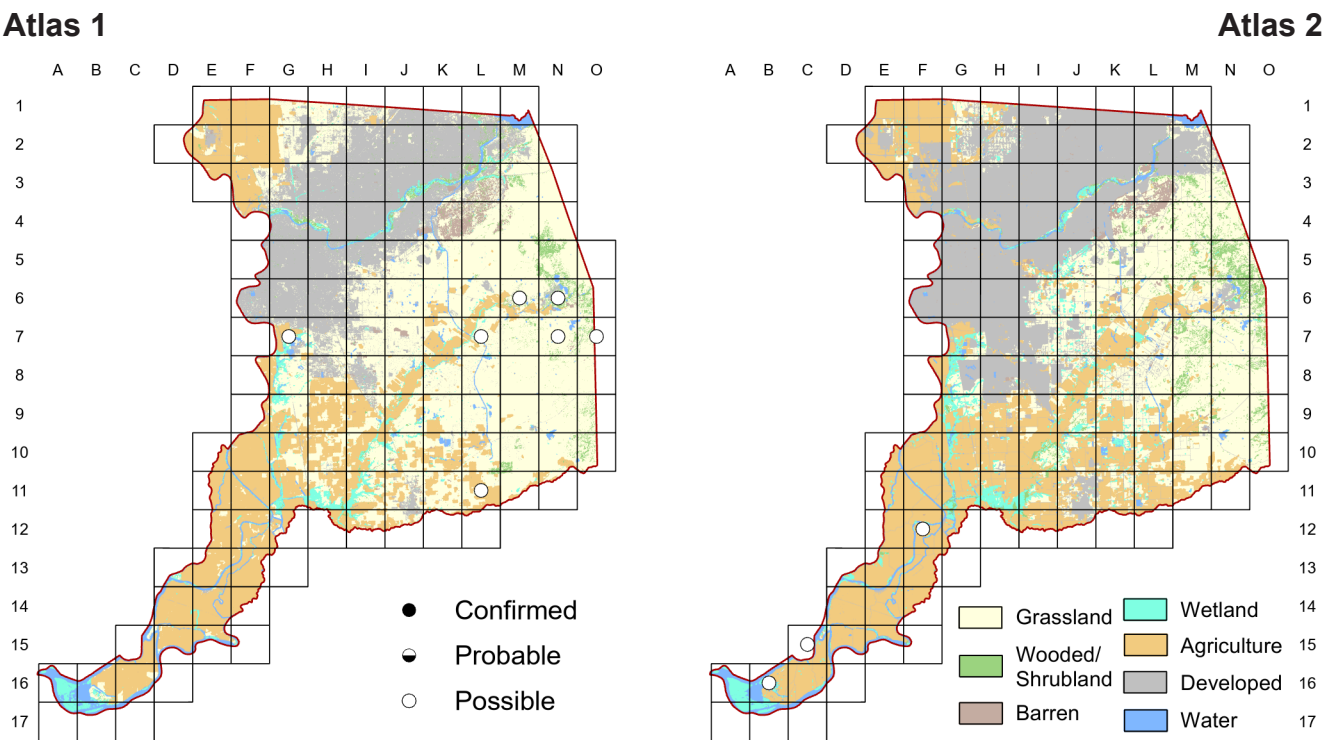 Atlas 1
Atlas 2
A B C D E F G H I J K L M N O
A B C D E F G H I J K L M N O
1
2
3
4
5
6
7
8
9
10
11
12
13
14
15
16
17
Confirmed
Probable
Possible
Grassland
Wooded/
Shrubland
Barren
Wetland
Agriculture
Developed
Water
1
2
3
4
5
6
7
8
9
10
11
12
13
14
15
16
17